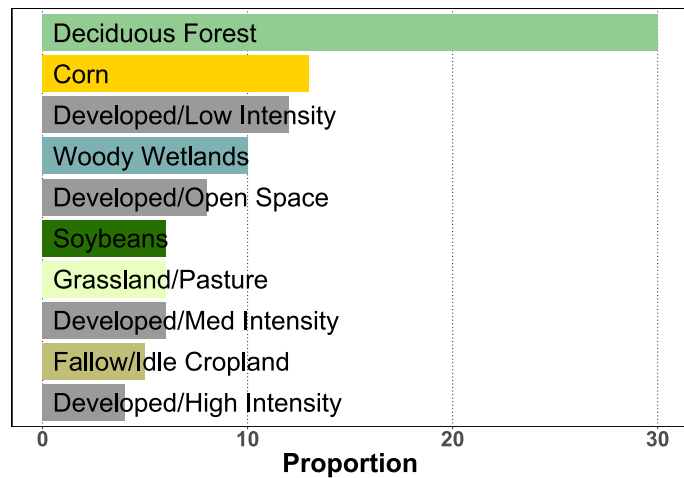 Deciduous Forest
Corn
Developed/Low Intensity
Woody Wetlands
Developed/Open Space
Soybeans
Grassland/Pasture
Developed/Med Intensity
Fallow/Idle Cropland
Developed/High Intensity
0 10 20 30
Proportion